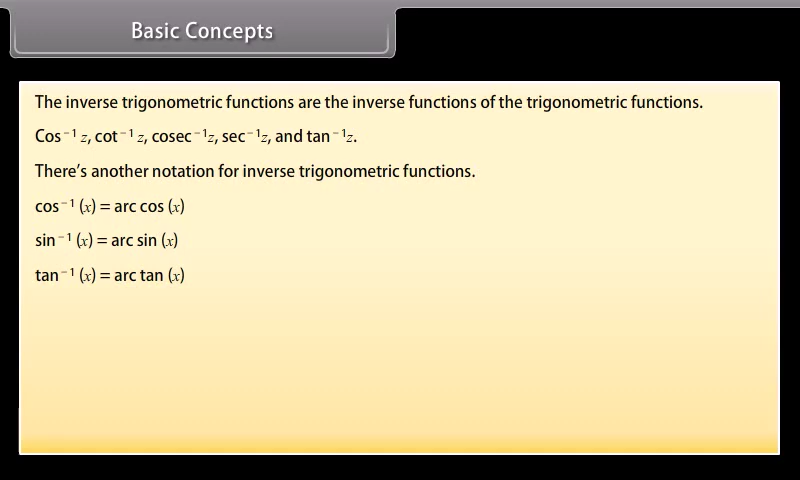 Basic Concepts
The inverse trigonometric functions are the inverse functions of the trigonometric functions.
Cos⁻¹ z, cot⁻¹ z, cosec⁻¹z, sec⁻¹z, and tan⁻¹z.
There's another notation for inverse trigonometric functions.
cos⁻¹ (x) = arc cos (x)
sin⁻¹ (x) = arc sin (x)
tan⁻¹ (x) = arc tan (x)